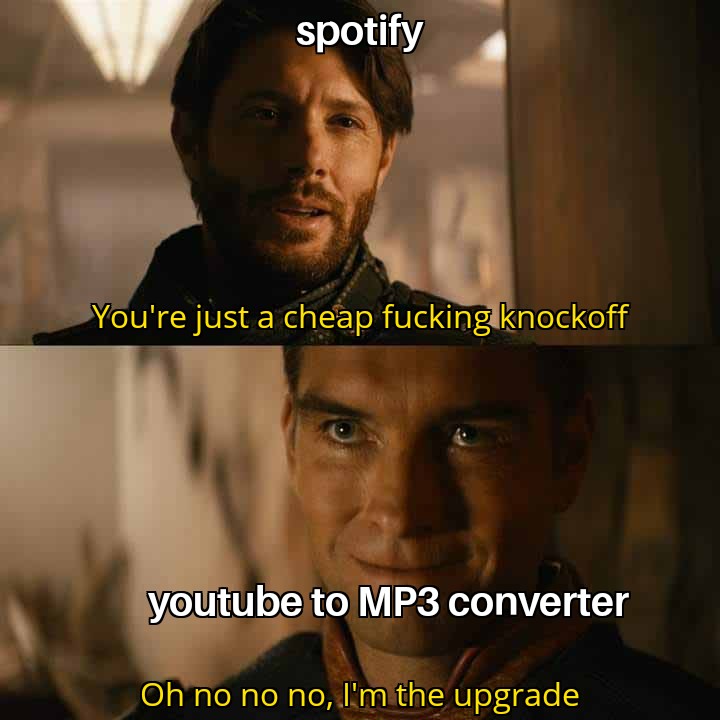 spotify
You're just a cheap fucking knockoff
youtube to MP3 converter
Oh no no no, I'm the upgrade